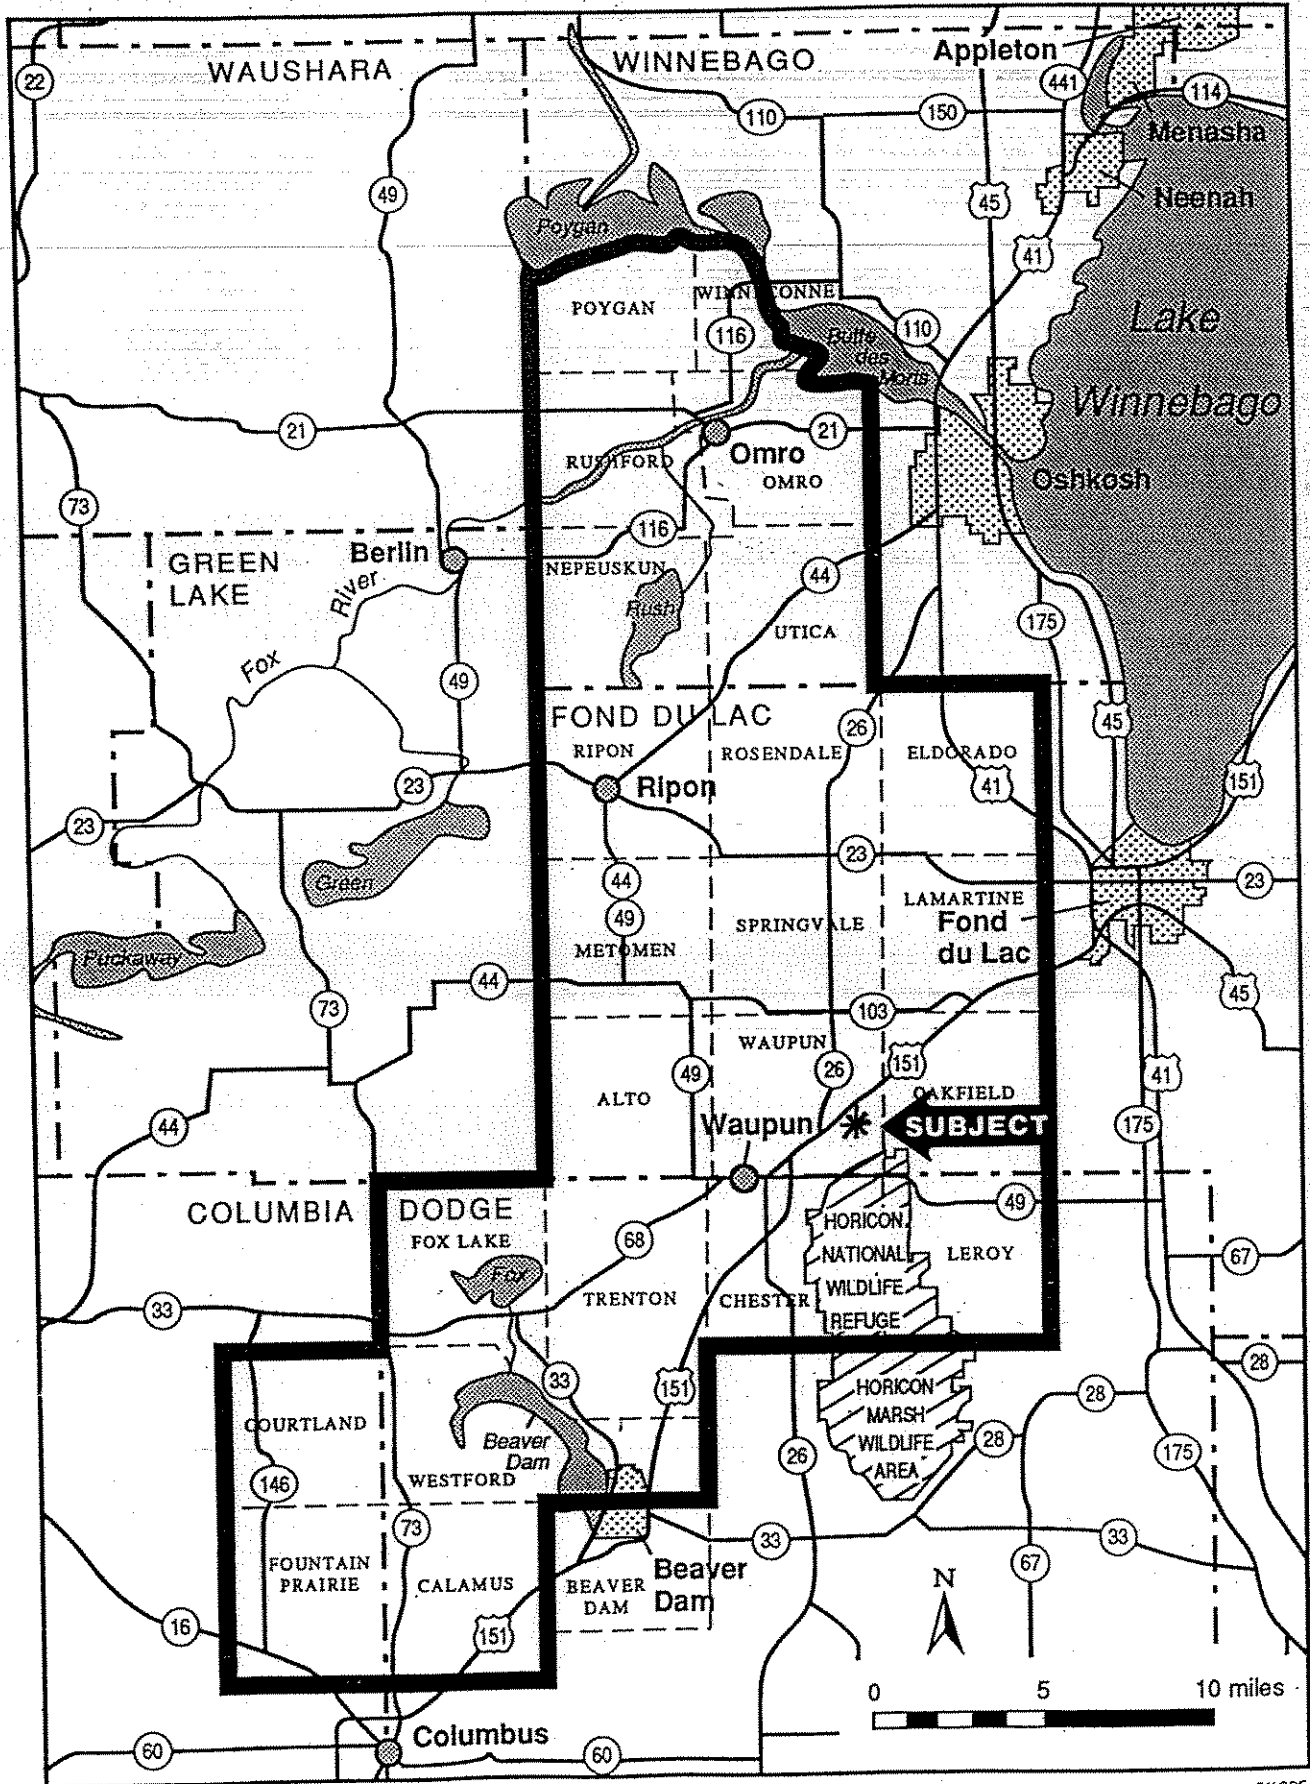 WAUSHARA
WINNEBAGO
Appleton
22
441
114
110
150
Menasha
49
45
Neenah
Poygan
41
POYGAN
WINNECONNE
Lake
116
110
Butte
des
Morts
Winnebago
21
21
Omro
RUSHFORD
OMRO
Oshkosh
73
116
GREEN
LAKE
Berlin
NEPEUSKUN
44
River
Rush
UTICA
175
Fox
49
FOND DU LAC
45
26
RIPON
ROSENDALE
ELDORADO
23
Ripon
41
151
23
23
Green
44
LAMARTINE
23
49
SPRINGVALE
Fond
du Lac
METOMEN
Puckaway
44
45
73
103
WAUPUN
49
26
151
41
ALTO
OAKFIELD
44
Waupun
SUBJECT
175
COLUMBIA
DODGE
49
FOX LAKE
68
HORICON
NATIONAL
WILDLIFE
REFUGE
LEROY
67
Fox
33
TRENTON
CHESTER
33
151
28
COURTLAND
HORICON
MARSH
WILDLIFE
AREA
28
Beaver
Dam
28
26
175
146
WESTFORD
73
33
33
FOUNTAIN
PRAIRIE
CALAMUS
BEAVER
DAM
Beaver
Dam
67
N
16
151
0 5 10 miles
Columbus
60
60